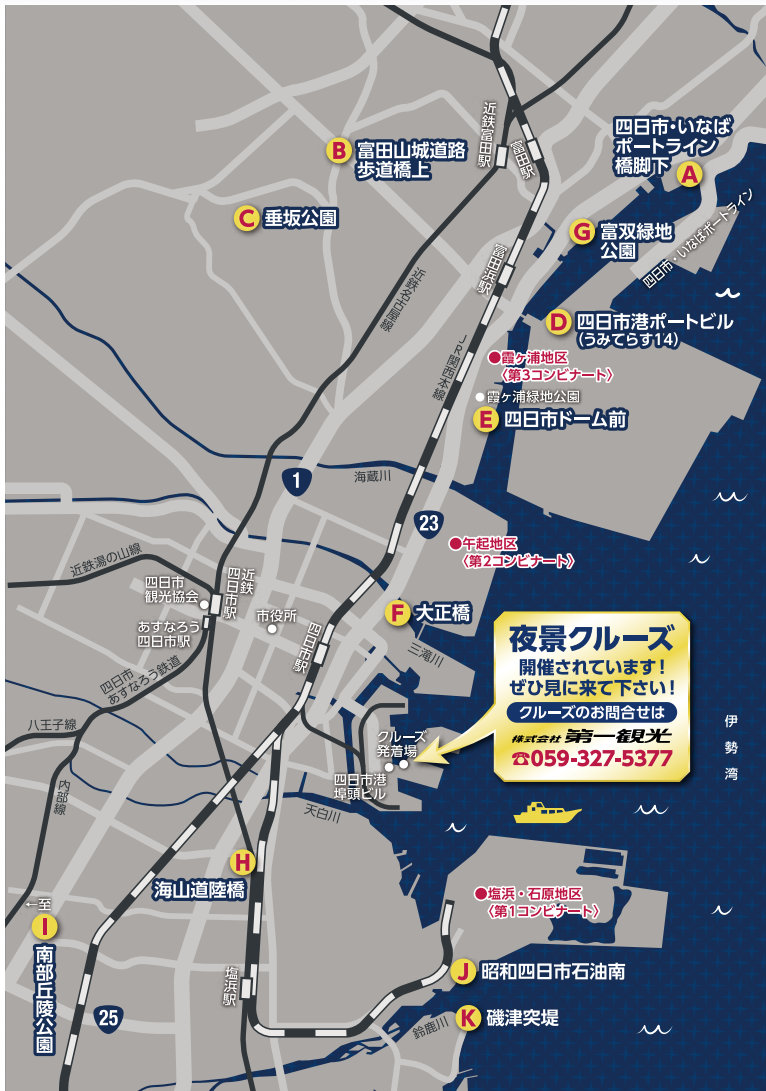 近鉄富田駅
富田駅
四日市・いなば
ポートライン
橋脚下
A
B
富田山城道路
歩道橋上
C
垂坂公園
G
富双緑地
公園
四日市・いなばポートライン
富田浜駅
近鉄名古屋線
D
四日市港ポートビル
(うみてらす14)
JR関西本線
●霞ヶ浦地区
〈第3コンビナート〉
霞ヶ浦緑地公園
E
四日市ドーム前
1
海蔵川
23
●午起地区
〈第2コンビナート〉
近鉄湯の山線
四日市
観光協会
近鉄
四日市駅
市役所
あすなろう
四日市駅
四日市駅
F
大正橋
三滝川
四日市
あすなろう鉄道
八王子線
内部線
夜景クルーズ
開催されています!
ぜひ見に来て下さい!
クルーズのお問合せは
株式会社 第一観光
☎059-327-5377
伊勢湾
クルーズ
発着場
四日市港
埠頭ビル
天白川
H
海山道陸橋
●塩浜・石原地区
〈第1コンビナート〉
←至
I
南部丘陵公園
塩浜駅
J
昭和四日市石油南
25
鈴鹿川
K
磯津突堤